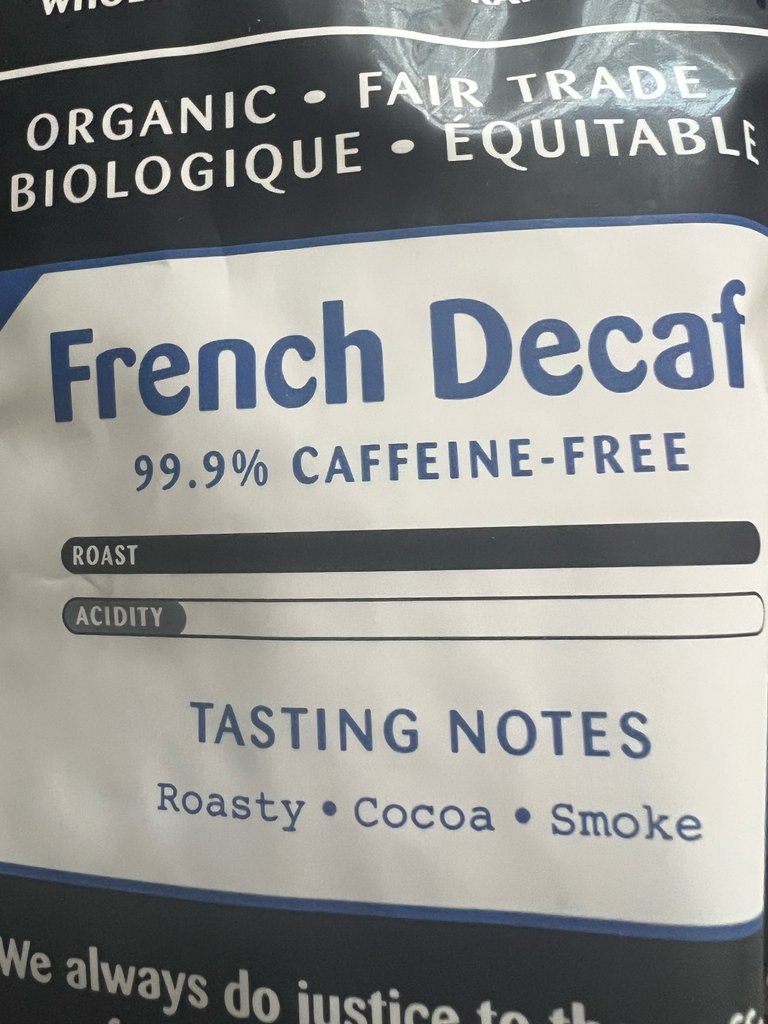 ORGANIC • FAIR TRADE
BIOLOGIQUE • ÉQUITABLE
French Decaf
99.9% CAFFEINE-FREE
ROAST
ACIDITY
TASTING NOTES
Roasty • Cocoa • Smoke
We always do justice to